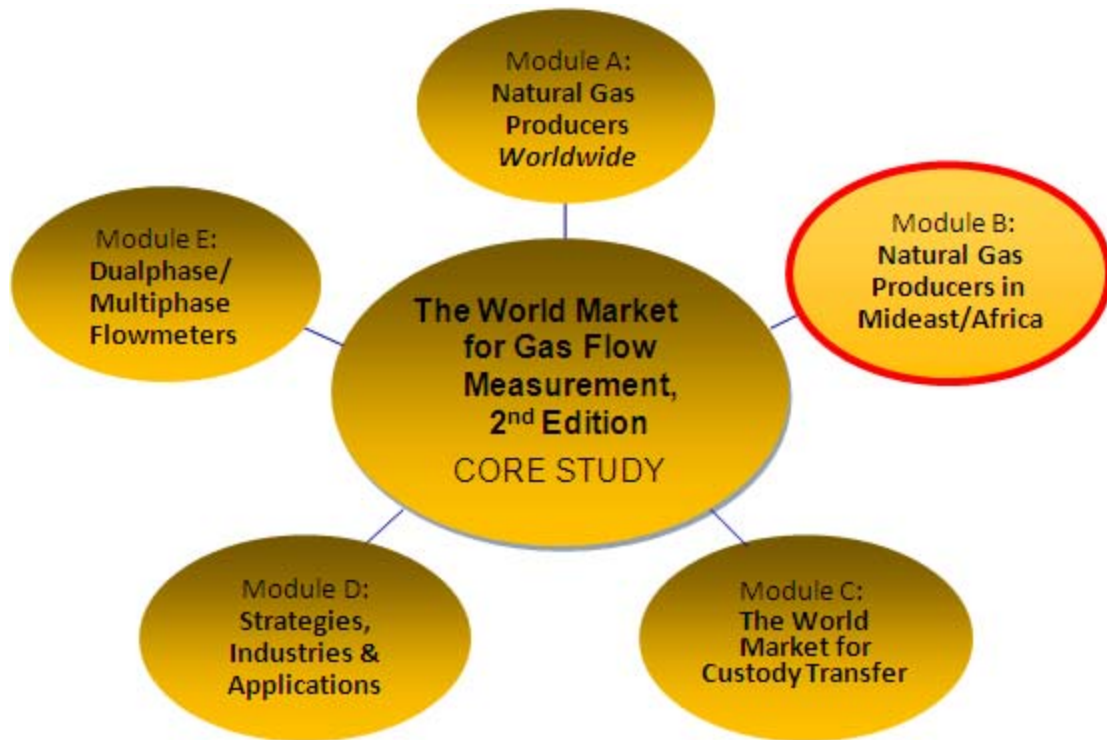 Module A:
Natural Gas
Producers
Worldwide
Module B:
Natural Gas
Producers in
Mideast/Africa
Module E:
Dualphase/
Multiphase
Flowmeters
The World Market
for Gas Flow
Measurement,
2nd Edition
CORE STUDY
Module D:
Strategies,
Industries &
Applications
Module C:
The World
Market for
Custody Transfer